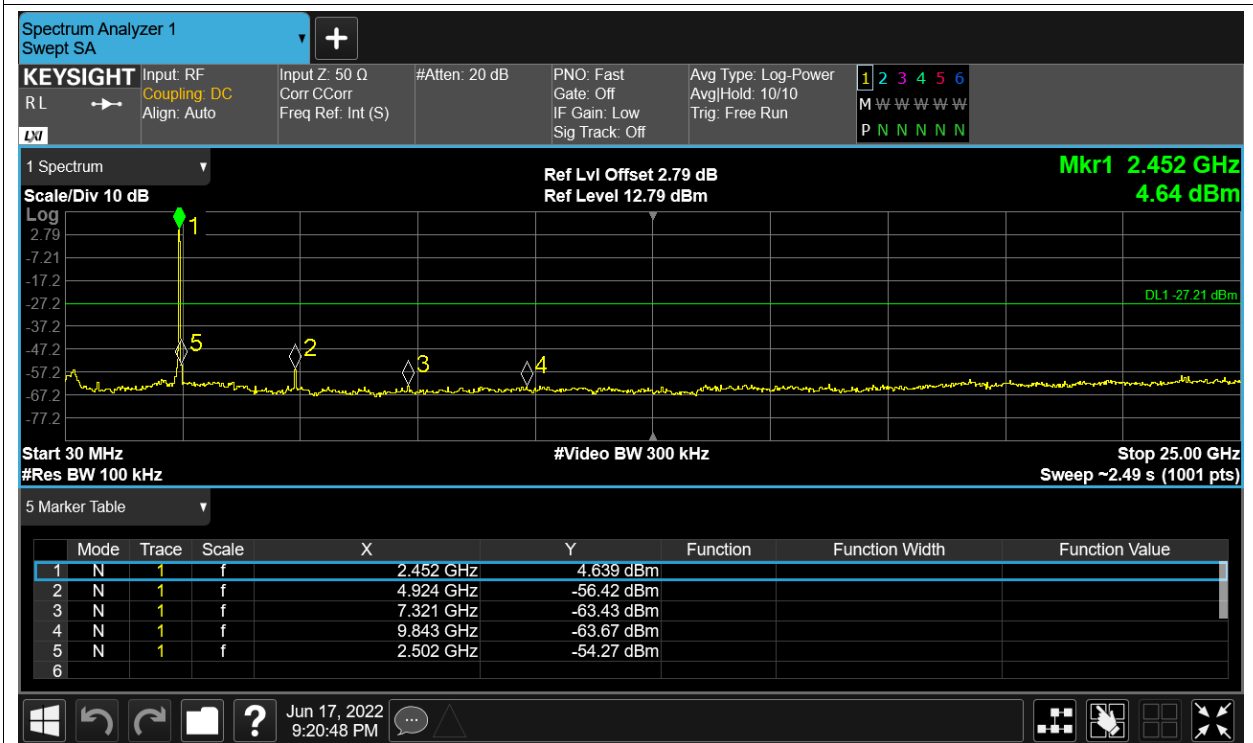 Spectrum Analyzer 1
Swept SA
+
KEYSIGHT Input: RF Input Z: 50 Ω #Atten: 20 dB PNO: Fast Avg Type: Log-Power 1 2 3 4 5 6
R L Coupling: DC Corr CCorr Gate: Off Avg|Hold: 10/10 M W W W W W
Align: Auto Freq Ref: Int (S) IF Gain: Low Trig: Free Run
LXI Sig Track: Off P N N N N N
1 Spectrum Ref Lvl Offset 2.79 dB Mkr1 2.452 GHz
Scale/Div 10 dB Ref Level 12.79 dBm 4.64 dBm
Log
1
2.79
-7.21
-17.2
DL1 -27.21 dBm
-27.2
-37.2
5 2
-47.2
3 4
-57.2
-67.2
-77.2
Start 30 MHz #Video BW 300 kHz Stop 25.00 GHz
#Res BW 100 kHz Sweep ~2.49 s (1001 pts)
5 Marker Table
Mode Trace Scale X Y Function Function Width Function Value
1 N 1 f 2.452 GHz 4.639 dBm
2 N 1 f 4.924 GHz -56.42 dBm
3 N 1 f 7.321 GHz -63.43 dBm
4 N 1 f 9.843 GHz -63.67 dBm
5 N 1 f 2.502 GHz -54.27 dBm
6
? Jun 17, 2022
9:20:48 PM